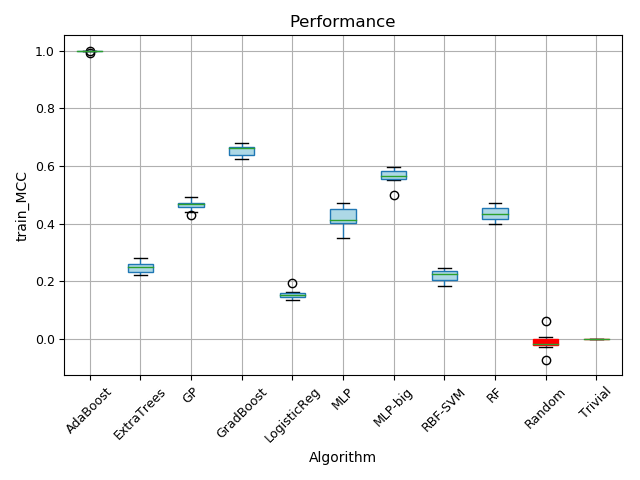 Performance
train_MCC
1.0
0.8
0.6
0.4
0.2
0.0
AdaBoost
ExtraTrees
GP
GradBoost
LogisticReg
MLP
MLP-big
RBF-SVM
RF
Random
Trivial
Algorithm